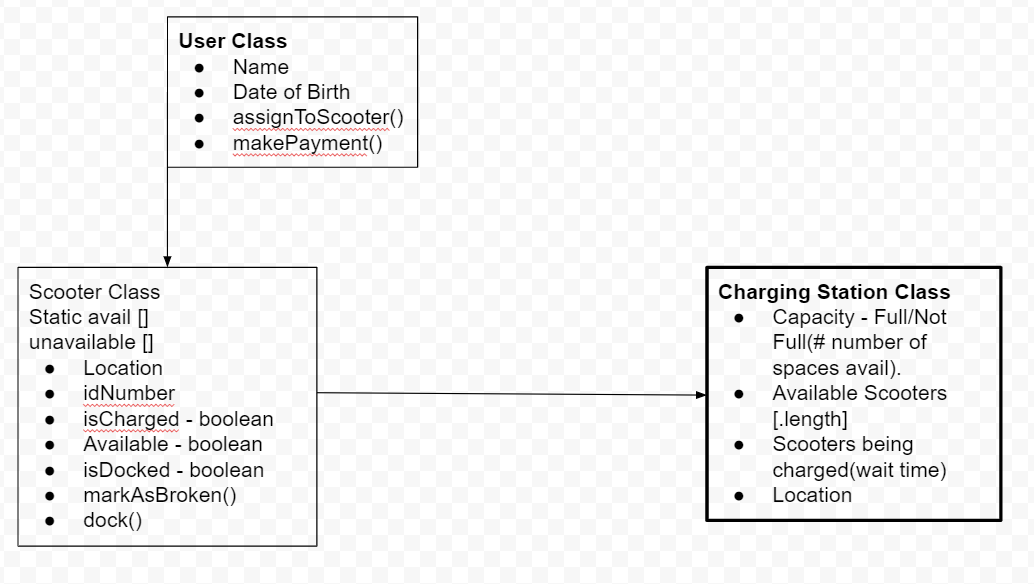 User Class
● Name
● Date of Birth
● assignToScooter()
● makePayment()
Scooter Class
Static avail []
unavailable []
● Location
● idNumber
● isCharged - boolean
● Available - boolean
● isDocked - boolean
● markAsBroken()
● dock()
Charging Station Class
● Capacity - Full/Not
Full(# number of
spaces avail).
● Available Scooters
[.length]
● Scooters being
charged(wait time)
● Location